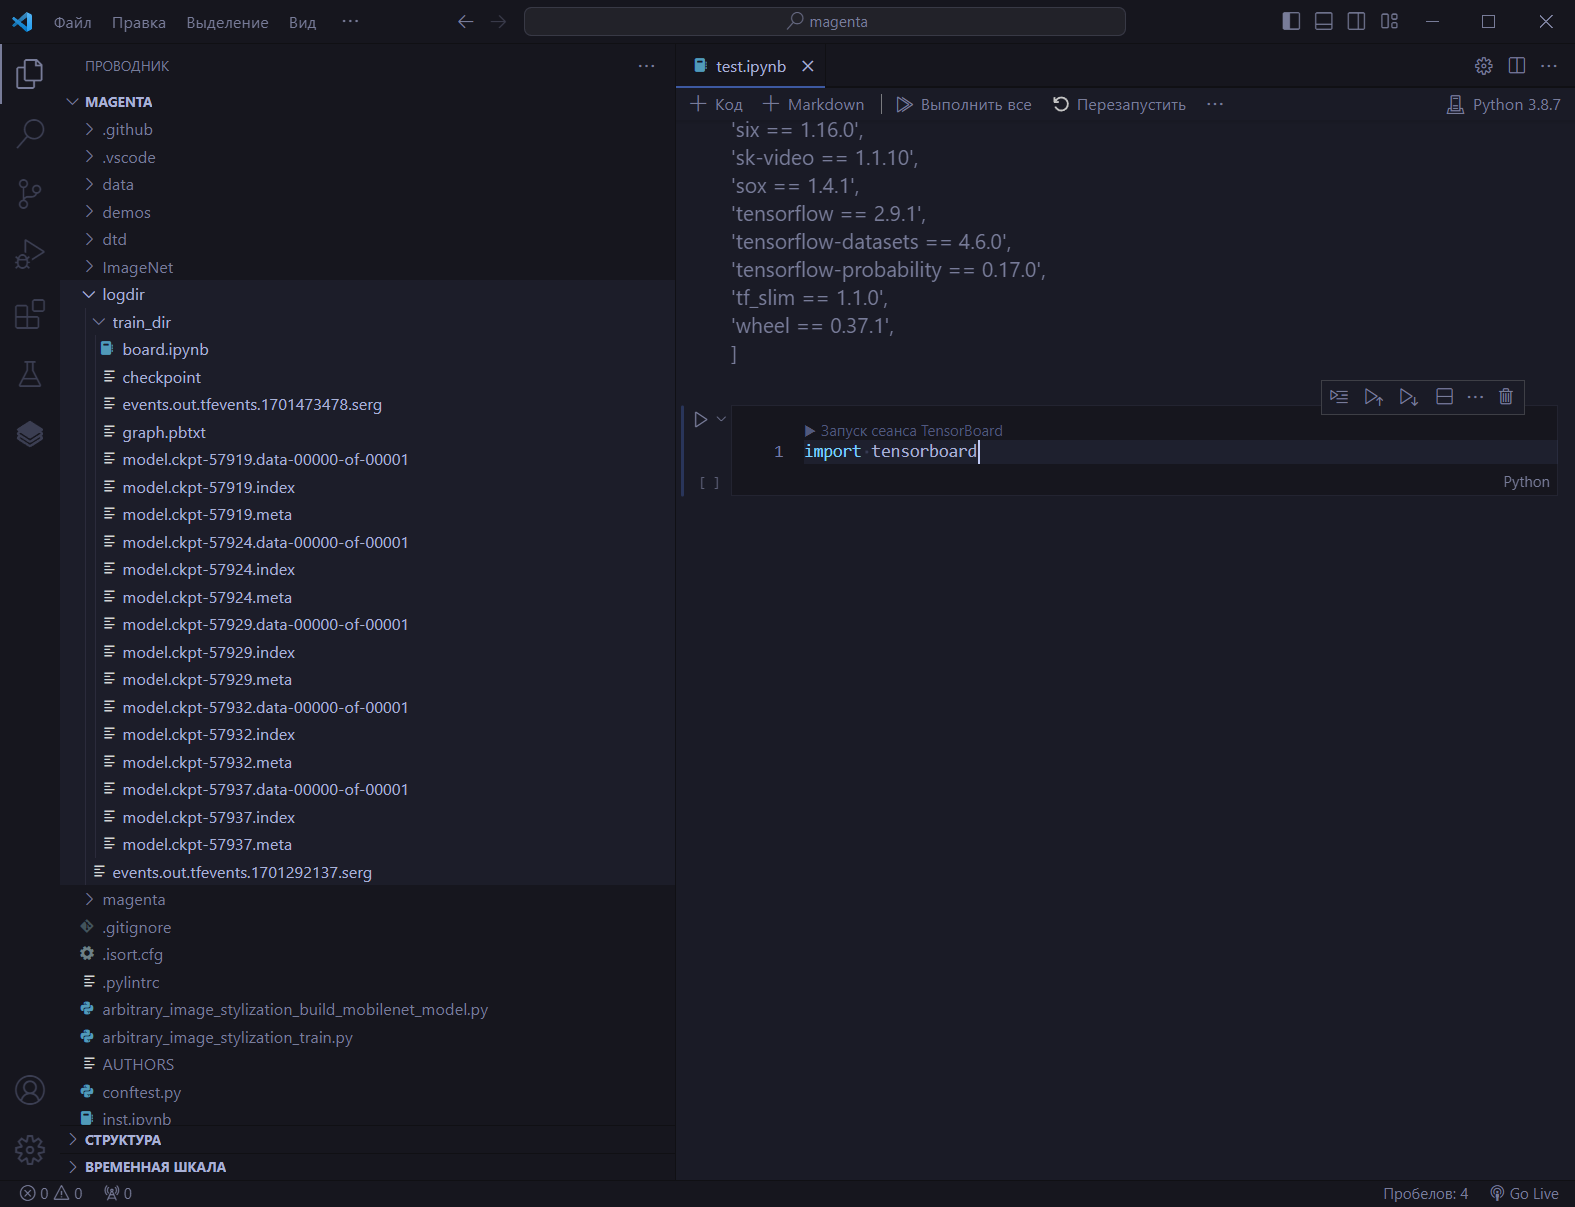 Файл Правка Выделение Вид ··· magenta
ПРОВОДНИК ···
MAGENTA
.github
.vscode
data
demos
dtd
ImageNet
logdir
train_dir
board.ipynb
checkpoint
events.out.tfevents.1701473478.serg
graph.pbtxt
model.ckpt-57919.data-00000-of-00001
model.ckpt-57919.index
model.ckpt-57919.meta
model.ckpt-57924.data-00000-of-00001
model.ckpt-57924.index
model.ckpt-57924.meta
model.ckpt-57929.data-00000-of-00001
model.ckpt-57929.index
model.ckpt-57929.meta
model.ckpt-57932.data-00000-of-00001
model.ckpt-57932.index
model.ckpt-57932.meta
model.ckpt-57937.data-00000-of-00001
model.ckpt-57937.index
model.ckpt-57937.meta
events.out.tfevents.1701292137.serg
magenta
.gitignore
.isort.cfg
.pylintrc
arbitrary_image_stylization_build_mobilenet_model.py
arbitrary_image_stylization_train.py
AUTHORS
conftest.py
inst.ipynb
СТРУКТУРА
ВРЕМЕННАЯ ШКАЛА
test.ipynb
Код Markdown Выполнить все Перезапустить ··· Python 3.8.7
'six == 1.16.0',
'sk-video == 1.1.10',
'sox == 1.4.1',
'tensorflow == 2.9.1',
'tensorflow-datasets == 4.6.0',
'tensorflow-probability == 0.17.0',
'tf_slim == 1.1.0',
'wheel == 0.37.1',
]
Запуск сеанса TensorBoard
1 import tensorboard
[ ] Python
0 0 0 Пробелов: 4 Go Live